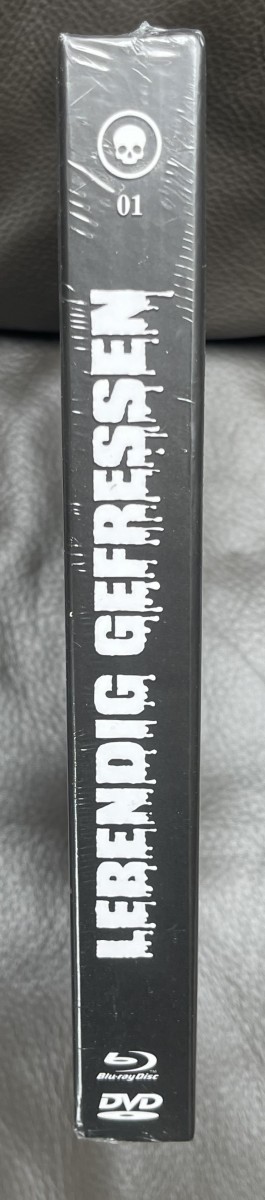 01
LEBENDIG GEFRESSEN
Blu-ray Disc
DVD